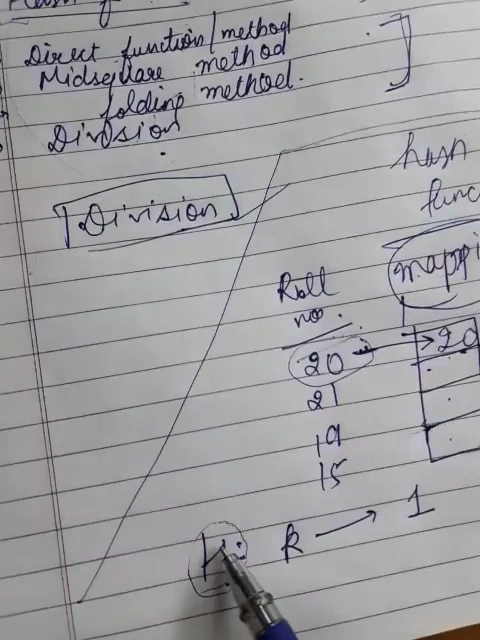 Direct function/method
Midsquare method
folding method.
Division
Division
hash
func
mappi
Roll
no.
20 → 20
21
19
15
k → 1